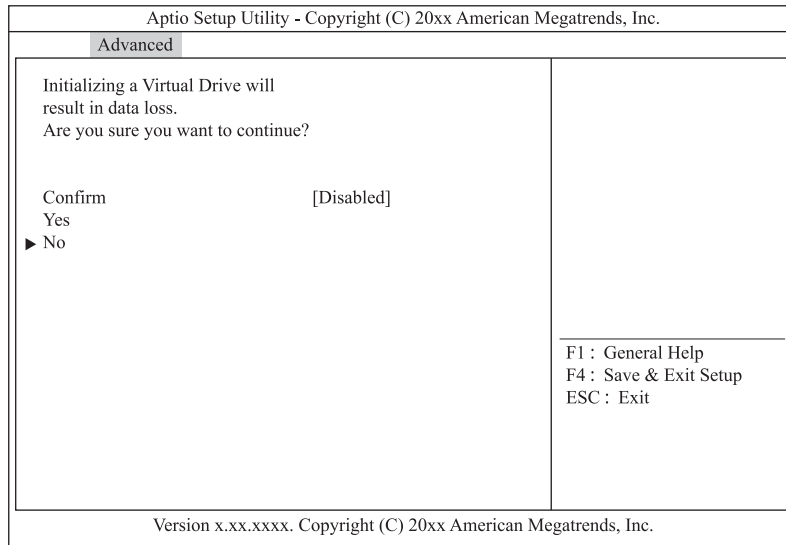 Aptio Setup Utility - Copyright (C) 20xx American Megatrends, Inc.
Advanced
Initializing a Virtual Drive will
result in data loss.
Are you sure you want to continue?
Confirm [Disabled]
Yes
▶ No
F1 : General Help
F4 : Save & Exit Setup
ESC : Exit
Version x.xx.xxxx. Copyright (C) 20xx American Megatrends, Inc.